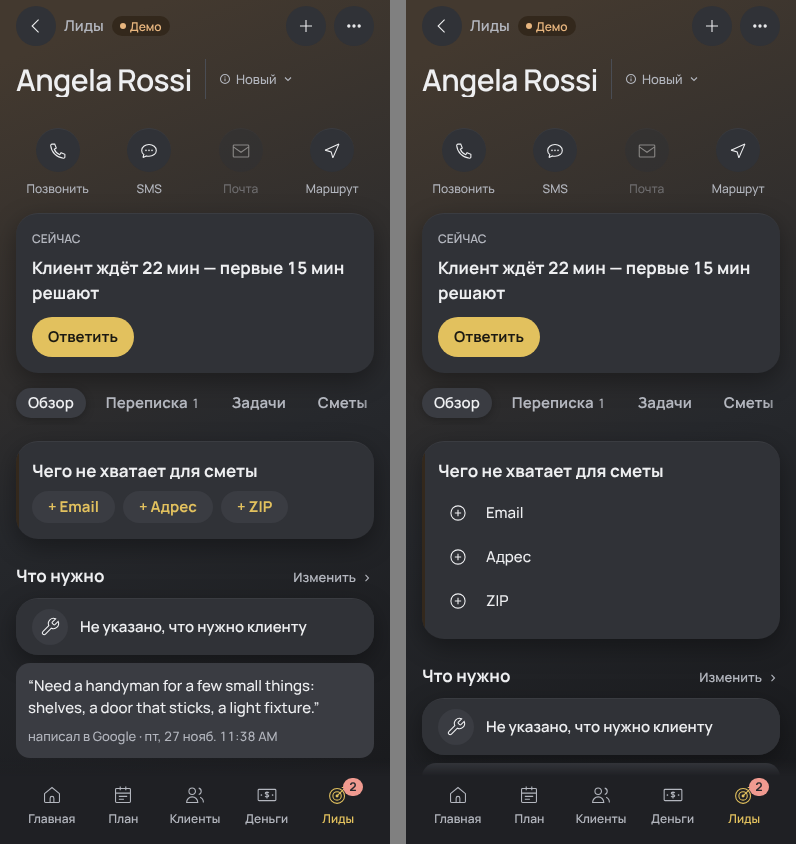 Лиды
Демо
Angela Rossi
Новый
Позвонить
SMS
Почта
Маршрут
СЕЙЧАС
Клиент ждёт 22 мин — первые 15 мин
решают
Ответить
Обзор
Переписка 1
Задачи
Сметы
Чего не хватает для сметы
+ Email
+ Адрес
+ ZIP
Что нужно
Изменить
Не указано, что нужно клиенту
“Need a handyman for a few small things:
shelves, a door that sticks, a light fixture.”
написал в Google · пт, 27 нояб. 11:38 AM
Главная
План
Клиенты
Деньги
2
Лиды
Лиды
Демо
Angela Rossi
Новый
Позвонить
SMS
Почта
Маршрут
СЕЙЧАС
Клиент ждёт 22 мин — первые 15 мин
решают
Ответить
Обзор
Переписка 1
Задачи
Сметы
Чего не хватает для сметы
Email
Адрес
ZIP
Что нужно
Изменить
Не указано, что нужно клиенту
Главная
План
Клиенты
Деньги
2
Лиды